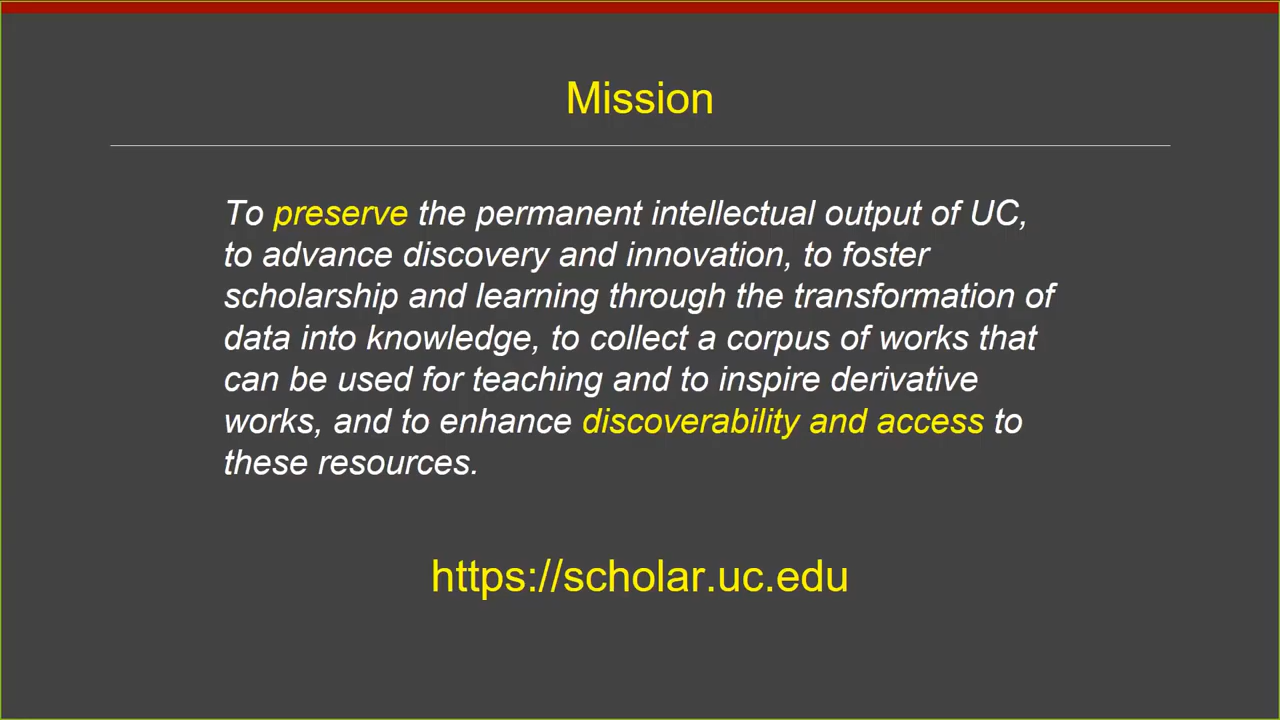 Mission
To preserve the permanent intellectual output of UC,
to advance discovery and innovation, to foster
scholarship and learning through the transformation of
data into knowledge, to collect a corpus of works that
can be used for teaching and to inspire derivative
works, and to enhance discoverability and access to
these resources.
https://scholar.uc.edu